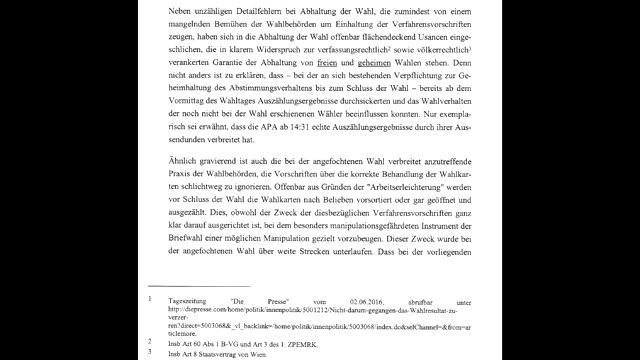 Neben unzähligen Detailfehlern bei Abhaltung der Wahl, die zumindest von einem
mangelnden Bemühen der Wahlbehörden um Einhaltung der Verfahrensvorschriften
zeugen, haben sich in die Abhaltung der Wahl offenbar flächendeckend Usancen einge-
schlichen, die in klarem Widerspruch zur verfassungsrechtlich² sowie völkerrechtlich³
verankerten Garantie der Abhaltung von freien und geheimen Wahlen stehen. Denn
nicht anders ist zu erklären, dass – bei der an sich bestehenden Verpflichtung zur Ge-
heimhaltung des Abstimmungsverhaltens bis zum Schluss der Wahl – bereits ab dem
Vormittag des Wahltages Auszählungsergebnisse durchsickerten und das Wahlverhalten
der noch nicht bei der Wahl erschienenen Wähler beeinflussen konnten. Nur exempla-
risch sei erwähnt, dass die APA ab 14:31 echte Auszählungsergebnisse durch ihrer Aus-
sendungen verbreitet hat.
Ähnlich gravierend ist auch die bei der angefochtenen Wahl verbreitet anzutreffende
Praxis der Wahlbehörden, die Vorschriften über die korrekte Behandlung der Wahlkar-
ten schlichtweg zu ignorieren. Offenbar aus Gründen der "Arbeitserleichterung" werden
vor Schluss der Wahl die Wahlkarten nach Belieben vorsortiert oder gar geöffnet und
ausgezählt. Dies, obwohl der Zweck der diesbezüglichen Verfahrensvorschriften ganz
klar darauf ausgerichtet ist, bei dem besonders manipulationsgefährdeten Instrument der
Briefwahl einer möglichen Manipulation gezielt vorzubeugen. Dieser Zweck wurde bei
der angefochtenen Wahl über weite Strecken unterlaufen. Dass bei der vorliegenden
1 Tageszeitung "Die Presse" vom 02.06.2016, abrufbar unter
http://diepresse.com/home/politik/innenpolitik/5001212/Nicht-darum-gegangen-das-Wahlresultat-zu-
verzer-
ren?direct=5003068&_vl_backlink=/home/politik/innenpolitik/5003068/index.do&selChannel=&from=ar
ticlemore.
2 Insb Art 60 Abs 1 B-VG und Art 3 des 1. ZPEMRK.
3 Insb Art 8 Staatsvertrag von Wien.